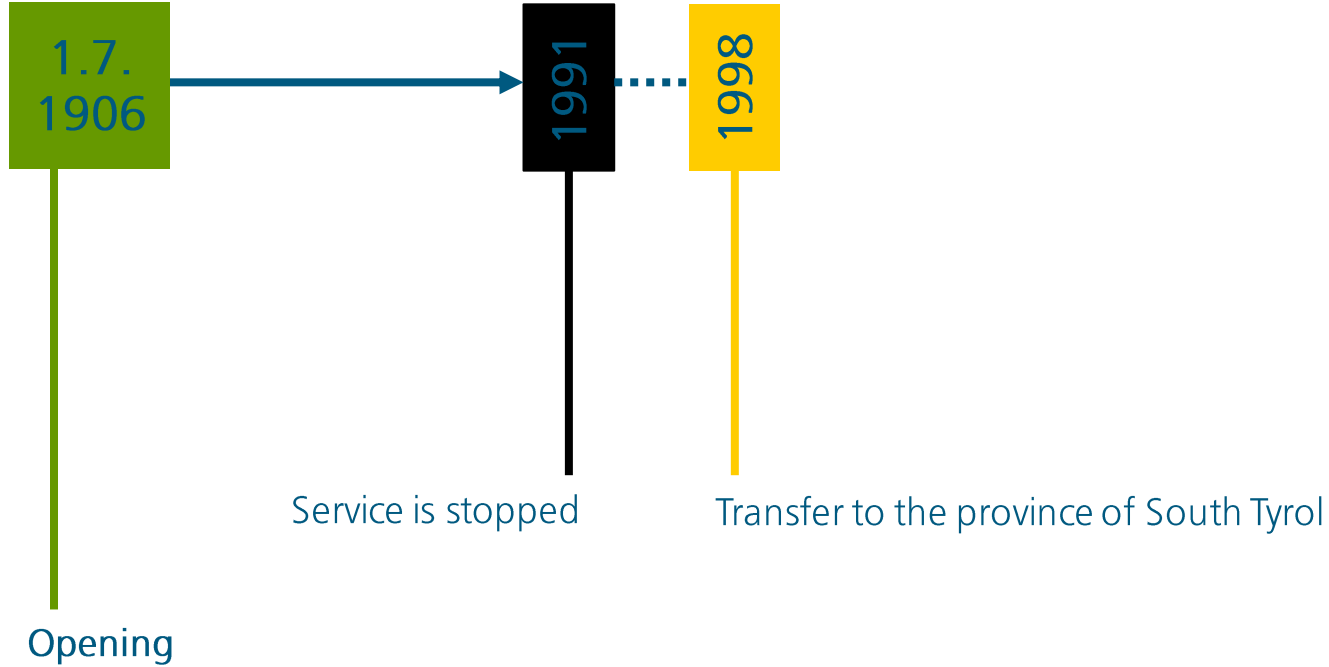 1.7.
1906
1991
1998
Service is stopped
Transfer to the province of South Tyrol
Opening